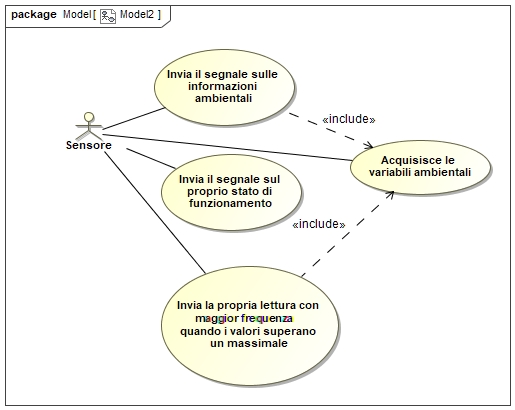 package Model [ Model2 ]
Invia il segnale sulle
informazioni
ambientali
«include»
Sensore
Acquisisce le
variabili ambientali
Invia il segnale sul
proprio stato di
funzionamento
«include»
Invia la propria lettura con
maggior frequenza
quando i valori superano
un massimale